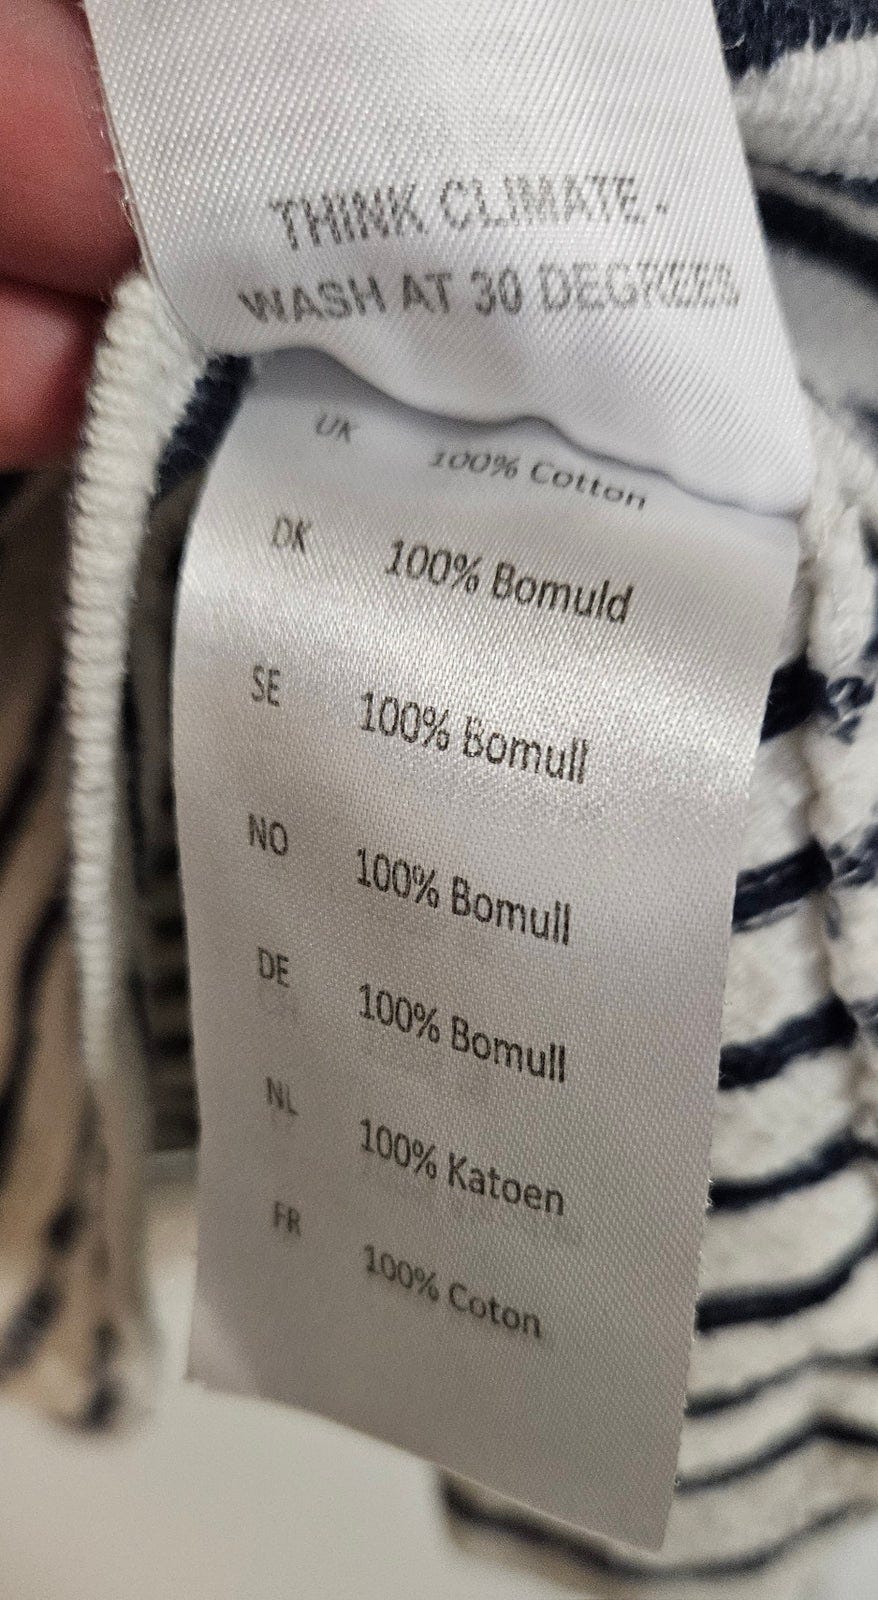 THINK CLIMATE -
WASH AT 30 DEGREES
UK 100% Cotton
DK 100% Bomuld
SE 100% Bomull
NO 100% Bomull
DE 100% Bomull
NL 100% Katoen
FR 100% Coton